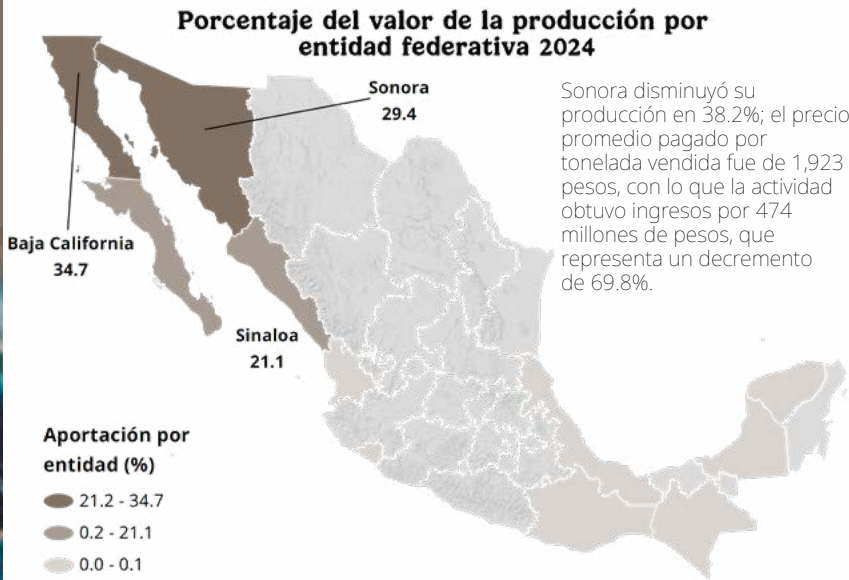 Porcentaje del valor de la producción por
entidad federativa 2024
Sonora
29.4
Sonora disminuyó su
producción en 38.2%; el precio
promedio pagado por
tonelada vendida fue de 1,923
pesos, con lo que la actividad
obtuvo ingresos por 474
millones de pesos, que
representa un decremento
de 69.8%.
Baja California
34.7
Sinaloa
21.1
Aportación por
entidad (%)
21.2 - 34.7
0.2 - 21.1
0.0 - 0.1